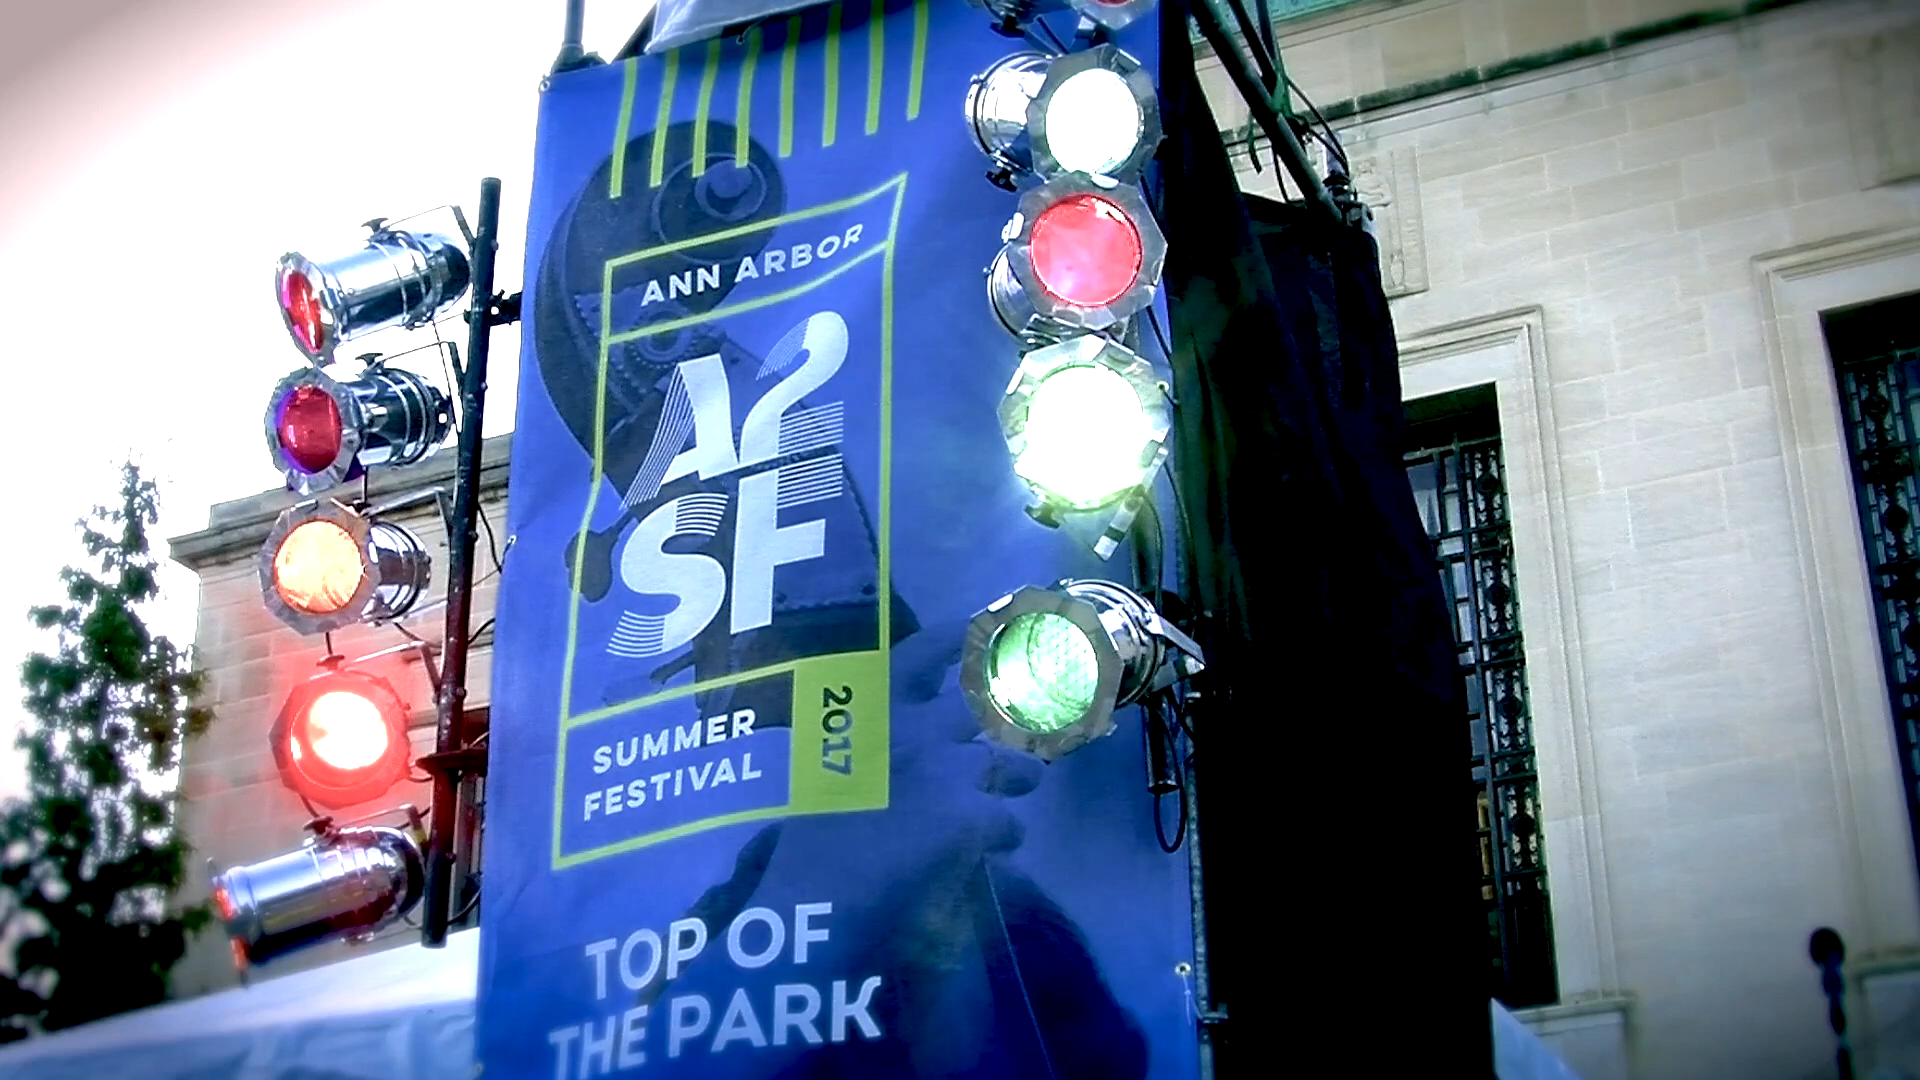 ANN ARBOR
A2
SF
SUMMER
FESTIVAL
2017
TOP OF
THE PARK